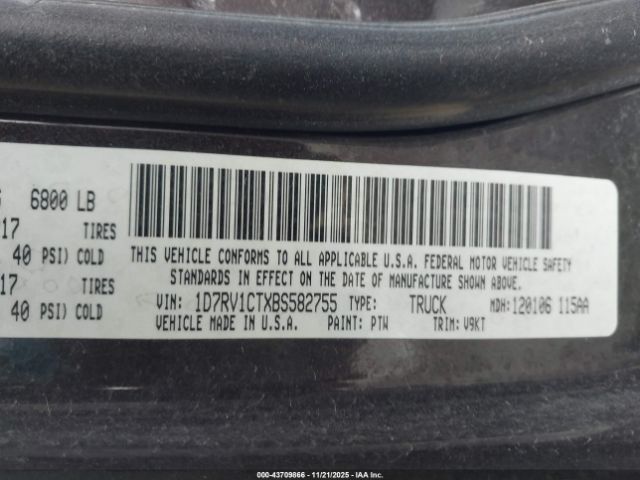 6800 LB
17 TIRES
40 PSI) COLD
17 TIRES
40 PSI) COLD
THIS VEHICLE CONFORMS TO ALL APPLICABLE U.S.A. FEDERAL MOTOR VEHICLE SAFETY
STANDARDS IN EFFECT ON THE DATE OF MANUFACTURE SHOWN ABOVE.
VIN: 1D7RV1CTXBS582755 TYPE: TRUCK MDH: 120106 115AA
VEHICLE MADE IN U.S.A. PAINT: PTW TRIM: V9KT
000-43709866 - 11/21/2025 - IAA Inc.